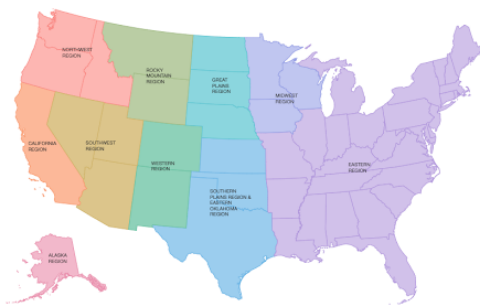 NORTHWEST
REGION
ROCKY
MOUNTAIN
REGION
GREAT
PLAINS
REGION
MIDWEST
REGION
CALIFORNIA
REGION
SOUTHWEST
REGION
WESTERN
REGION
EASTERN
REGION
SOUTHERN
PLAINS REGION &
EASTERN
OKLAHOMA
REGION
ALASKA
REGION